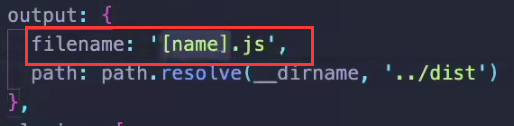 output: {
filename: '[name].js',
path: path.resolve(__dirname, '../dist')
},